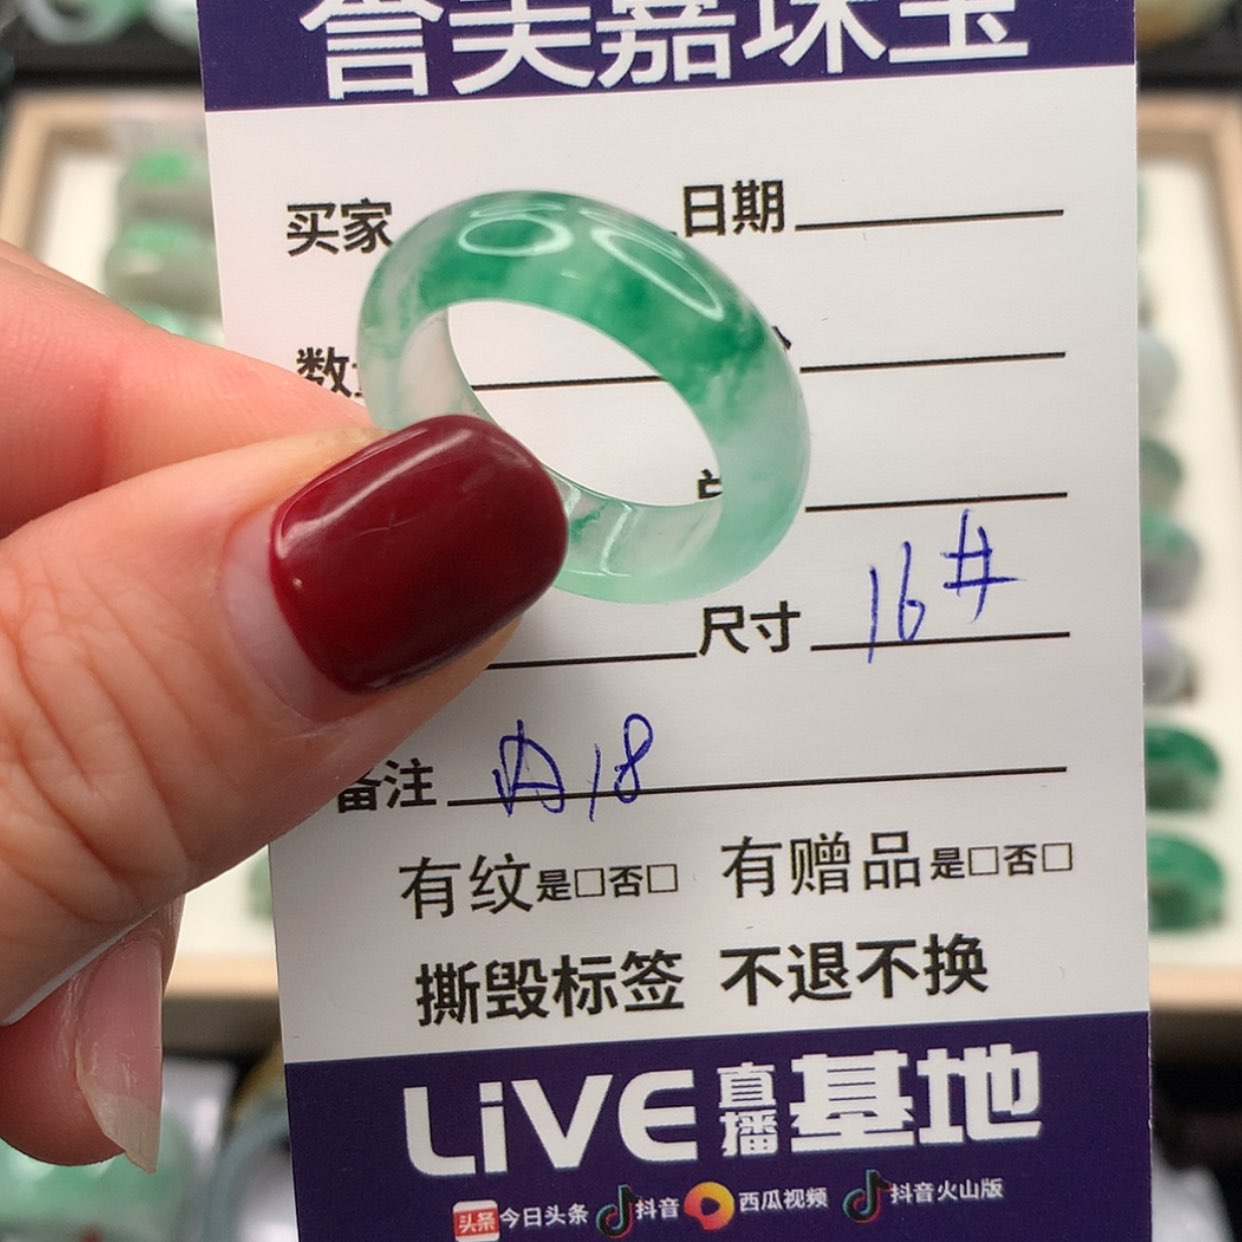 誉美嘉珠宝
买家
日期
数
尺寸 16#
备注 内18
有纹是□否□ 有赠品是□否□
撕毁标签 不退不换
LiVE直播基地
头条 今日头条 抖音 西瓜视频 抖音火山版